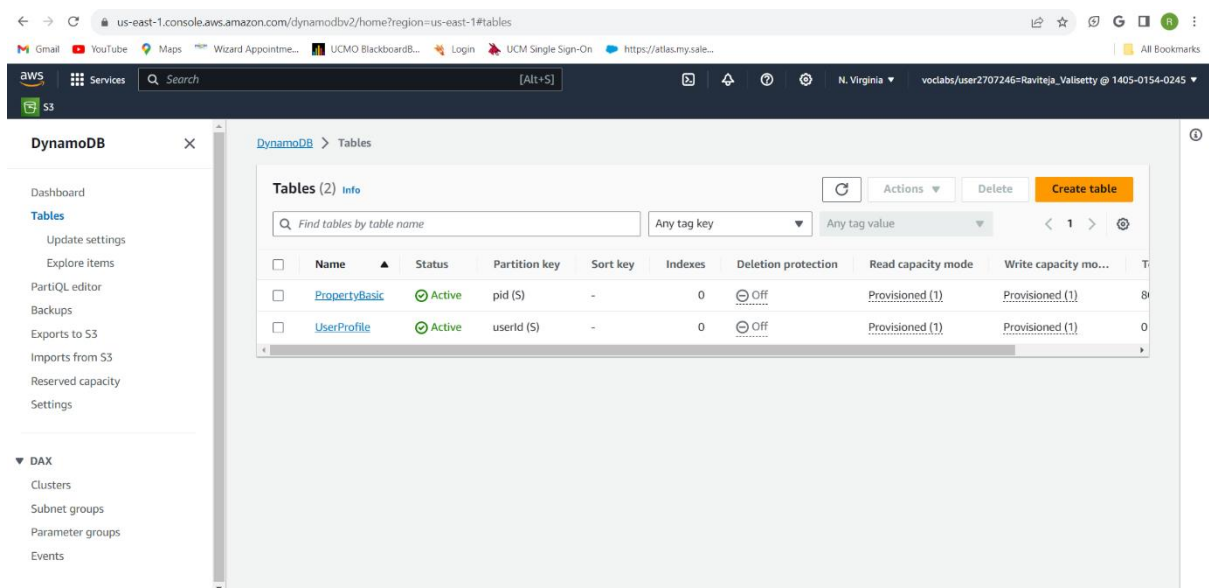 us-east-1.console.aws.amazon.com/dynamodbv2/home?region=us-east-1#tables
G R
Gmail YouTube Maps Wizard Appointme... UCMO BlackboardB... Login UCM Single Sign-On https://atlas.my.sale... All Bookmarks
aws Services Search [Alt+S] N. Virginia voclabs/user2707246=Raviteja_Valisetty @ 1405-0154-0245
S3
DynamoDB
Dashboard
Tables
Update settings
Explore items
PartiQL editor
Backups
Exports to S3
Imports from S3
Reserved capacity
Settings
DAX
Clusters
Subnet groups
Parameter groups
Events
DynamoDB > Tables
Tables (2) Info Actions Delete Create table
Find tables by table name Any tag key Any tag value < 1 >
Name Status Partition key Sort key Indexes Deletion protection Read capacity mode Write capacity mo...
PropertyBasic Active pid (S) - 0 Off Provisioned (1) Provisioned (1)
UserProfile Active userId (S) - 0 Off Provisioned (1) Provisioned (1) 0